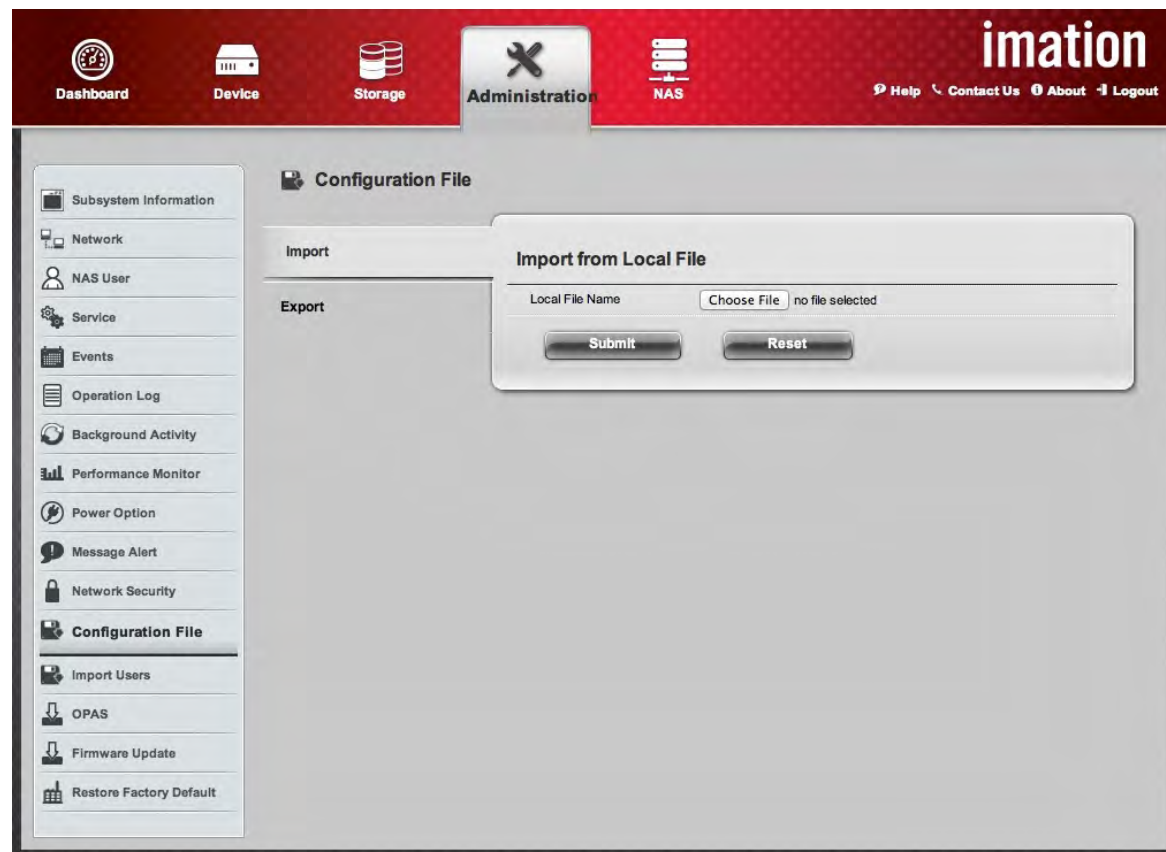 imation
Dashboard
Device
Storage
Administration
NAS
Help
Contact Us
About
Logout
Subsystem Information
Network
NAS User
Service
Events
Operation Log
Background Activity
Performance Monitor
Power Option
Message Alert
Network Security
Configuration File
Import Users
OPAS
Firmware Update
Restore Factory Default
Configuration File
Import
Export
Import from Local File
Local File Name Choose File no file selected
Submit Reset